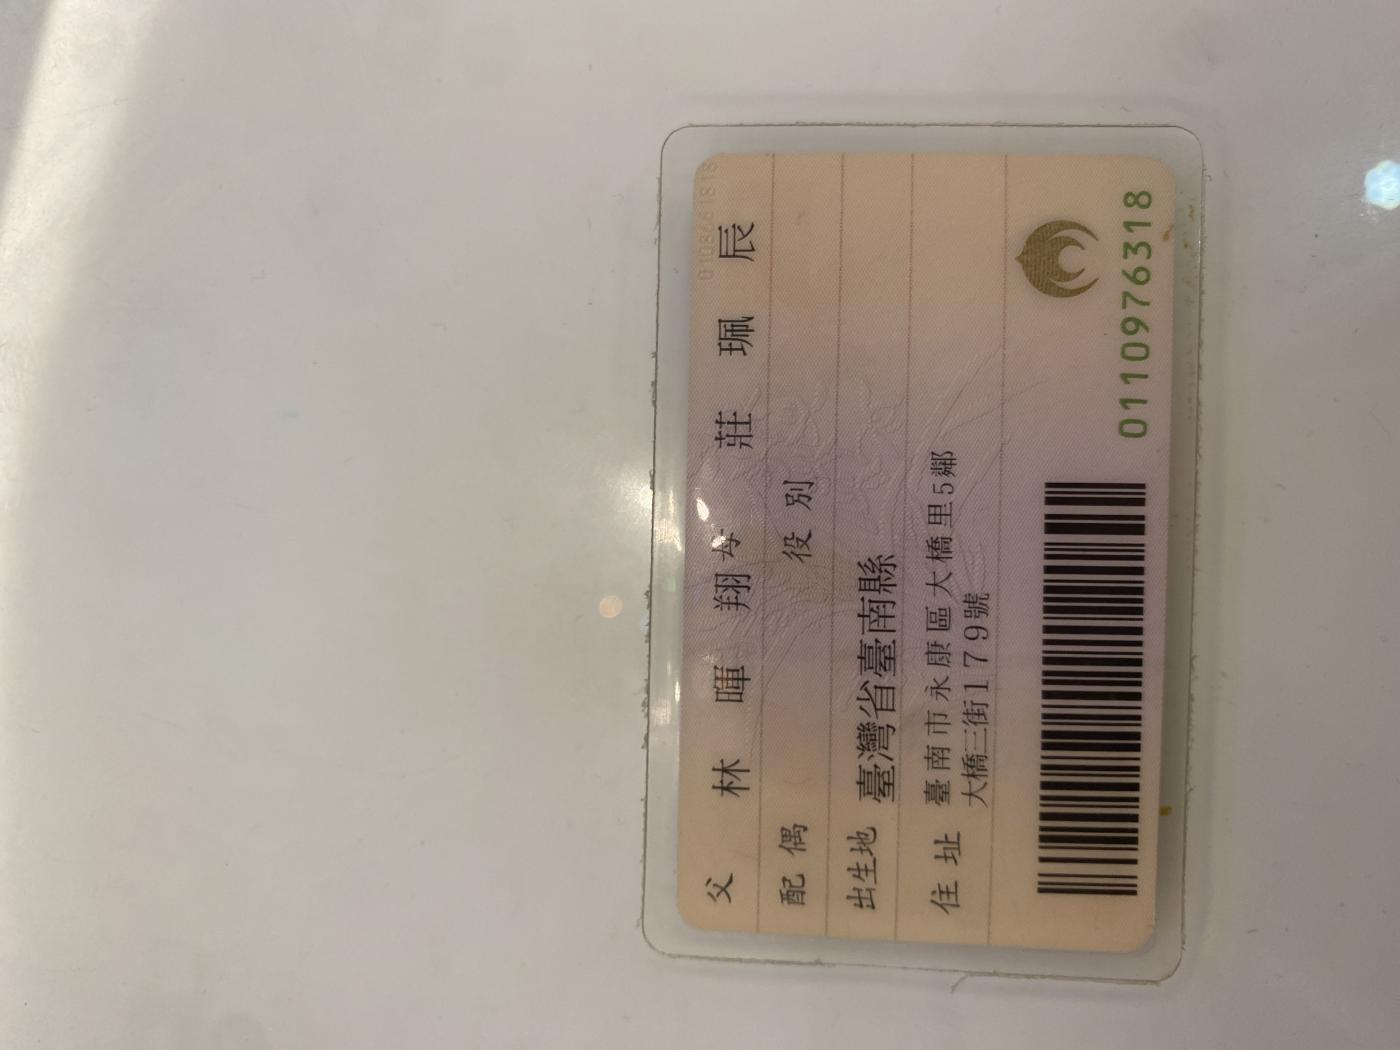 父 林 暉 翔 母 莊 珮 辰
配偶 役別
出生地 臺灣省臺南縣
住址 臺南市永康區大橋里5鄰
大橋三街179號
0110976318